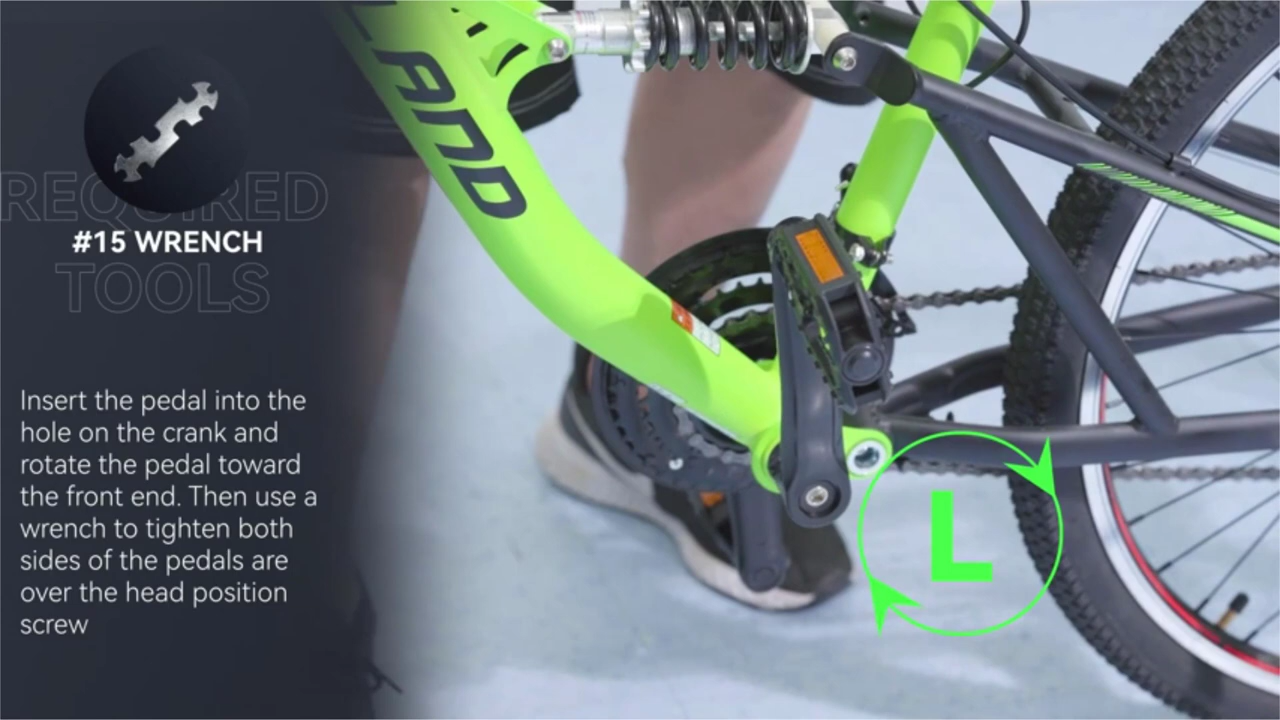 REQUIRED
#15 WRENCH
TOOLS
Insert the pedal into the
hole on the crank and
rotate the pedal toward
the front end. Then use a
wrench to tighten both
sides of the pedals are
over the head position
screw
LAND
L